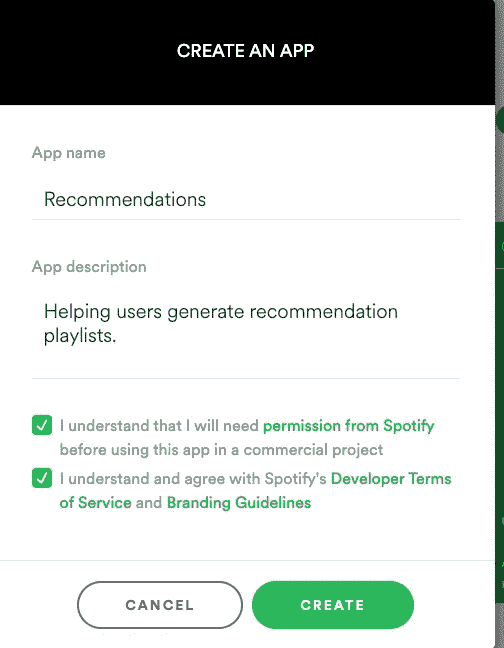 CREATE AN APP
App name
Recommendations
App description
Helping users generate recommendation
playlists.
I understand that I will need permission from Spotify
before using this app in a commercial project
I understand and agree with Spotify's Developer Terms
of Service and Branding Guidelines
CANCEL
CREATE